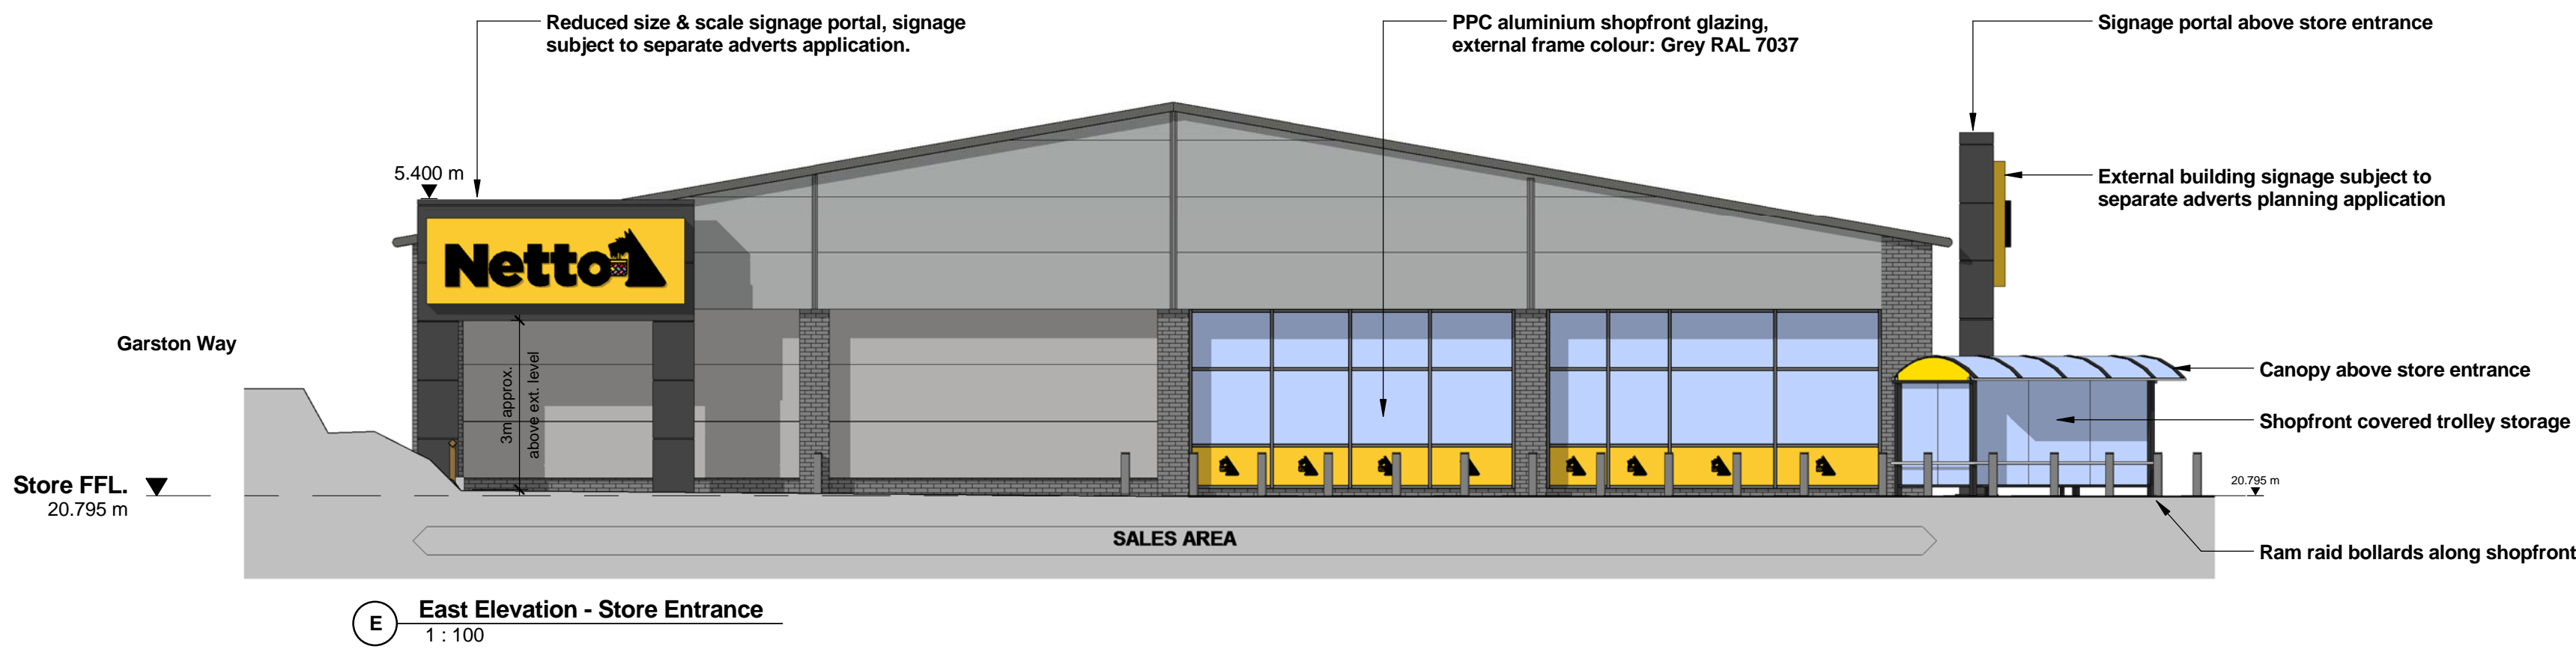 Reduced size & scale signage portal, signage
subject to separate adverts application.
PPC aluminium shopfront glazing,
external frame colour: Grey RAL 7037
Signage portal above store entrance
5.400 m
External building signage subject to
separate adverts planning application
Netto
Garston Way
3m approx.
above ext. level
Canopy above store entrance
Shopfront covered trolley storage
Store FFL.
20.795 m
20.795 m
SALES AREA
Ram raid bollards along shopfront
E
East Elevation - Store Entrance
1 : 100